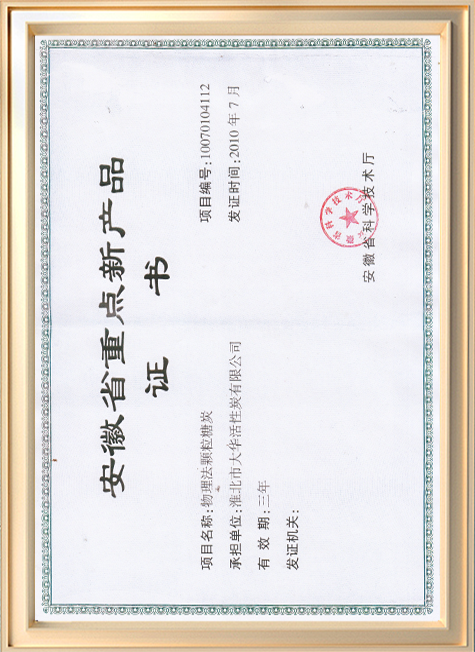 安徽省重点新产品
证书
项目名称:物理法颗粒糖炭
项目编号:10070104112
承担单位:淮北市大华活性炭有限公司
发证时间:2010年7月
有效期:三年
发证机关:
安徽省科学技术厅